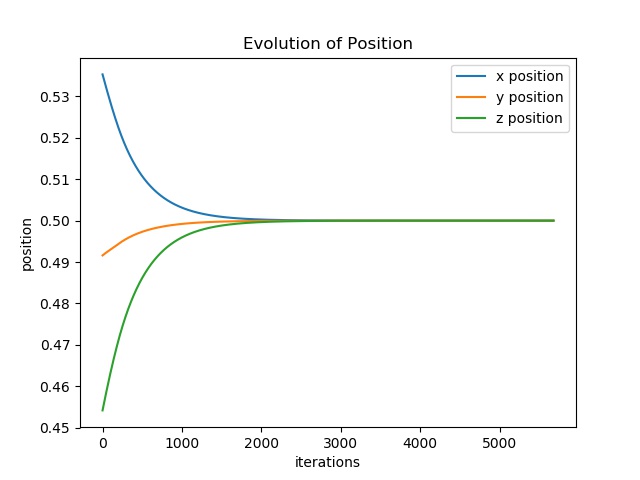 Evolution of Position
x position
y position
z position
0.53
0.52
0.51
0.50
0.49
0.48
0.47
0.46
0.45
position
0
1000
2000
3000
4000
5000
iterations